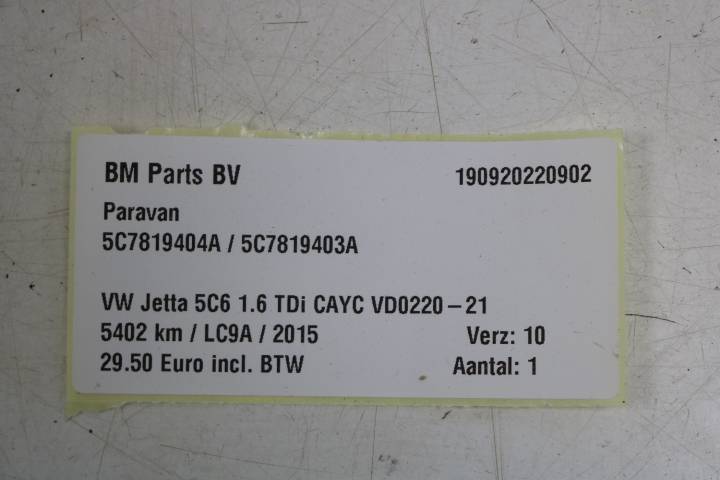 BM Parts BV 190920220902
Paravan
5C7819404A / 5C7819403A
VW Jetta 5C6 1.6 TDi CAYC VD0220-21
5402 km / LC9A / 2015 Verz: 10
29.50 Euro incl. BTW Aantal: 1